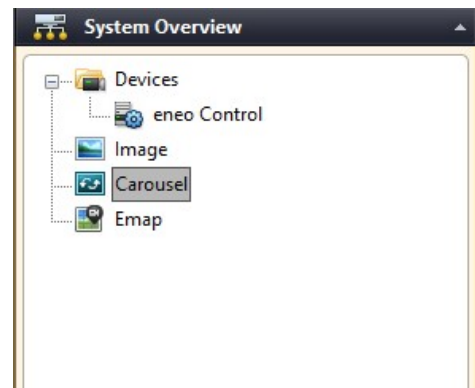 System Overview
Devices
eneo Control
Image
Carousel
Emap